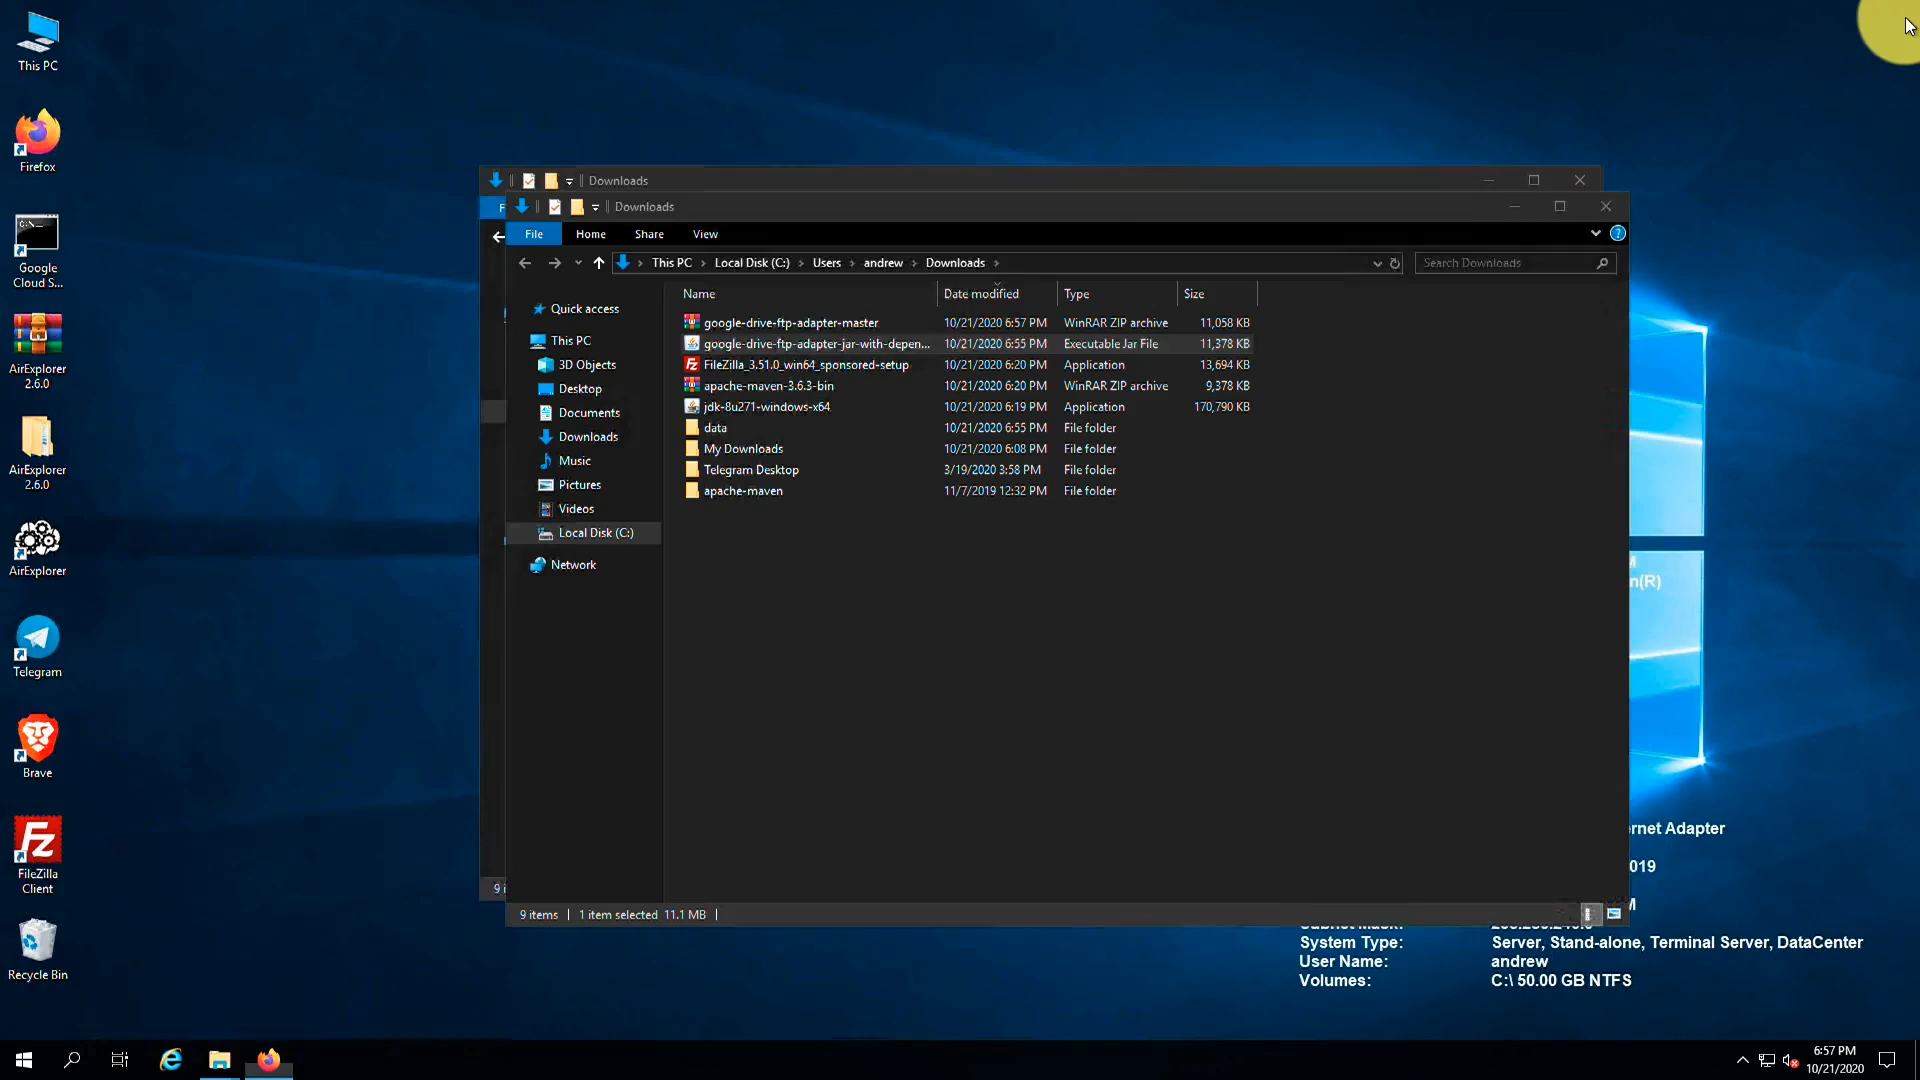 This PC
Firefox
Google
Cloud S...
AirExplorer
2.6.0
AirExplorer
2.6.0
AirExplorer
Telegram
Brave
FileZilla
Client
Recycle Bin
Downloads
Downloads
File Home Share View
This PC Local Disk (C:) Users andrew Downloads
Search Downloads
Quick access
This PC
3D Objects
Desktop
Documents
Downloads
Music
Pictures
Videos
Local Disk (C:)
Network
Name Date modified Type Size
google-drive-ftp-adapter-master 10/21/2020 6:57 PM WinRAR ZIP archive 11,058 KB
google-drive-ftp-adapter-jar-with-depen... 10/21/2020 6:55 PM Executable Jar File 11,378 KB
FileZilla_3.51.0_win64_sponsored-setup 10/21/2020 6:20 PM Application 13,694 KB
apache-maven-3.6.3-bin 10/21/2020 6:20 PM WinRAR ZIP archive 9,378 KB
jdk-8u271-windows-x64 10/21/2020 6:19 PM Application 170,790 KB
data 10/21/2020 6:55 PM File folder
My Downloads 10/21/2020 6:08 PM File folder
Telegram Desktop 3/19/2020 3:58 PM File folder
apache-maven 11/7/2019 12:32 PM File folder
9 items 1 item selected 11.1 MB
9 i
n(R)
ernet Adapter
019
System Type: Server, Stand-alone, Terminal Server, DataCenter
User Name: andrew
Volumes: C:\ 50.00 GB NTFS
6:57 PM
10/21/2020